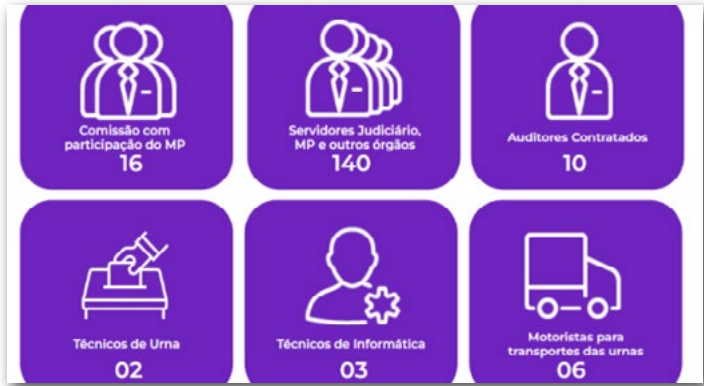 Comissão com
participação do MP
16
Servidores Judiciário,
MP e outros órgãos
140
Auditores Contratados
10
Técnicos de Urna
02
Técnicos de Informática
03
Motoristas para
transportes das urnas
06